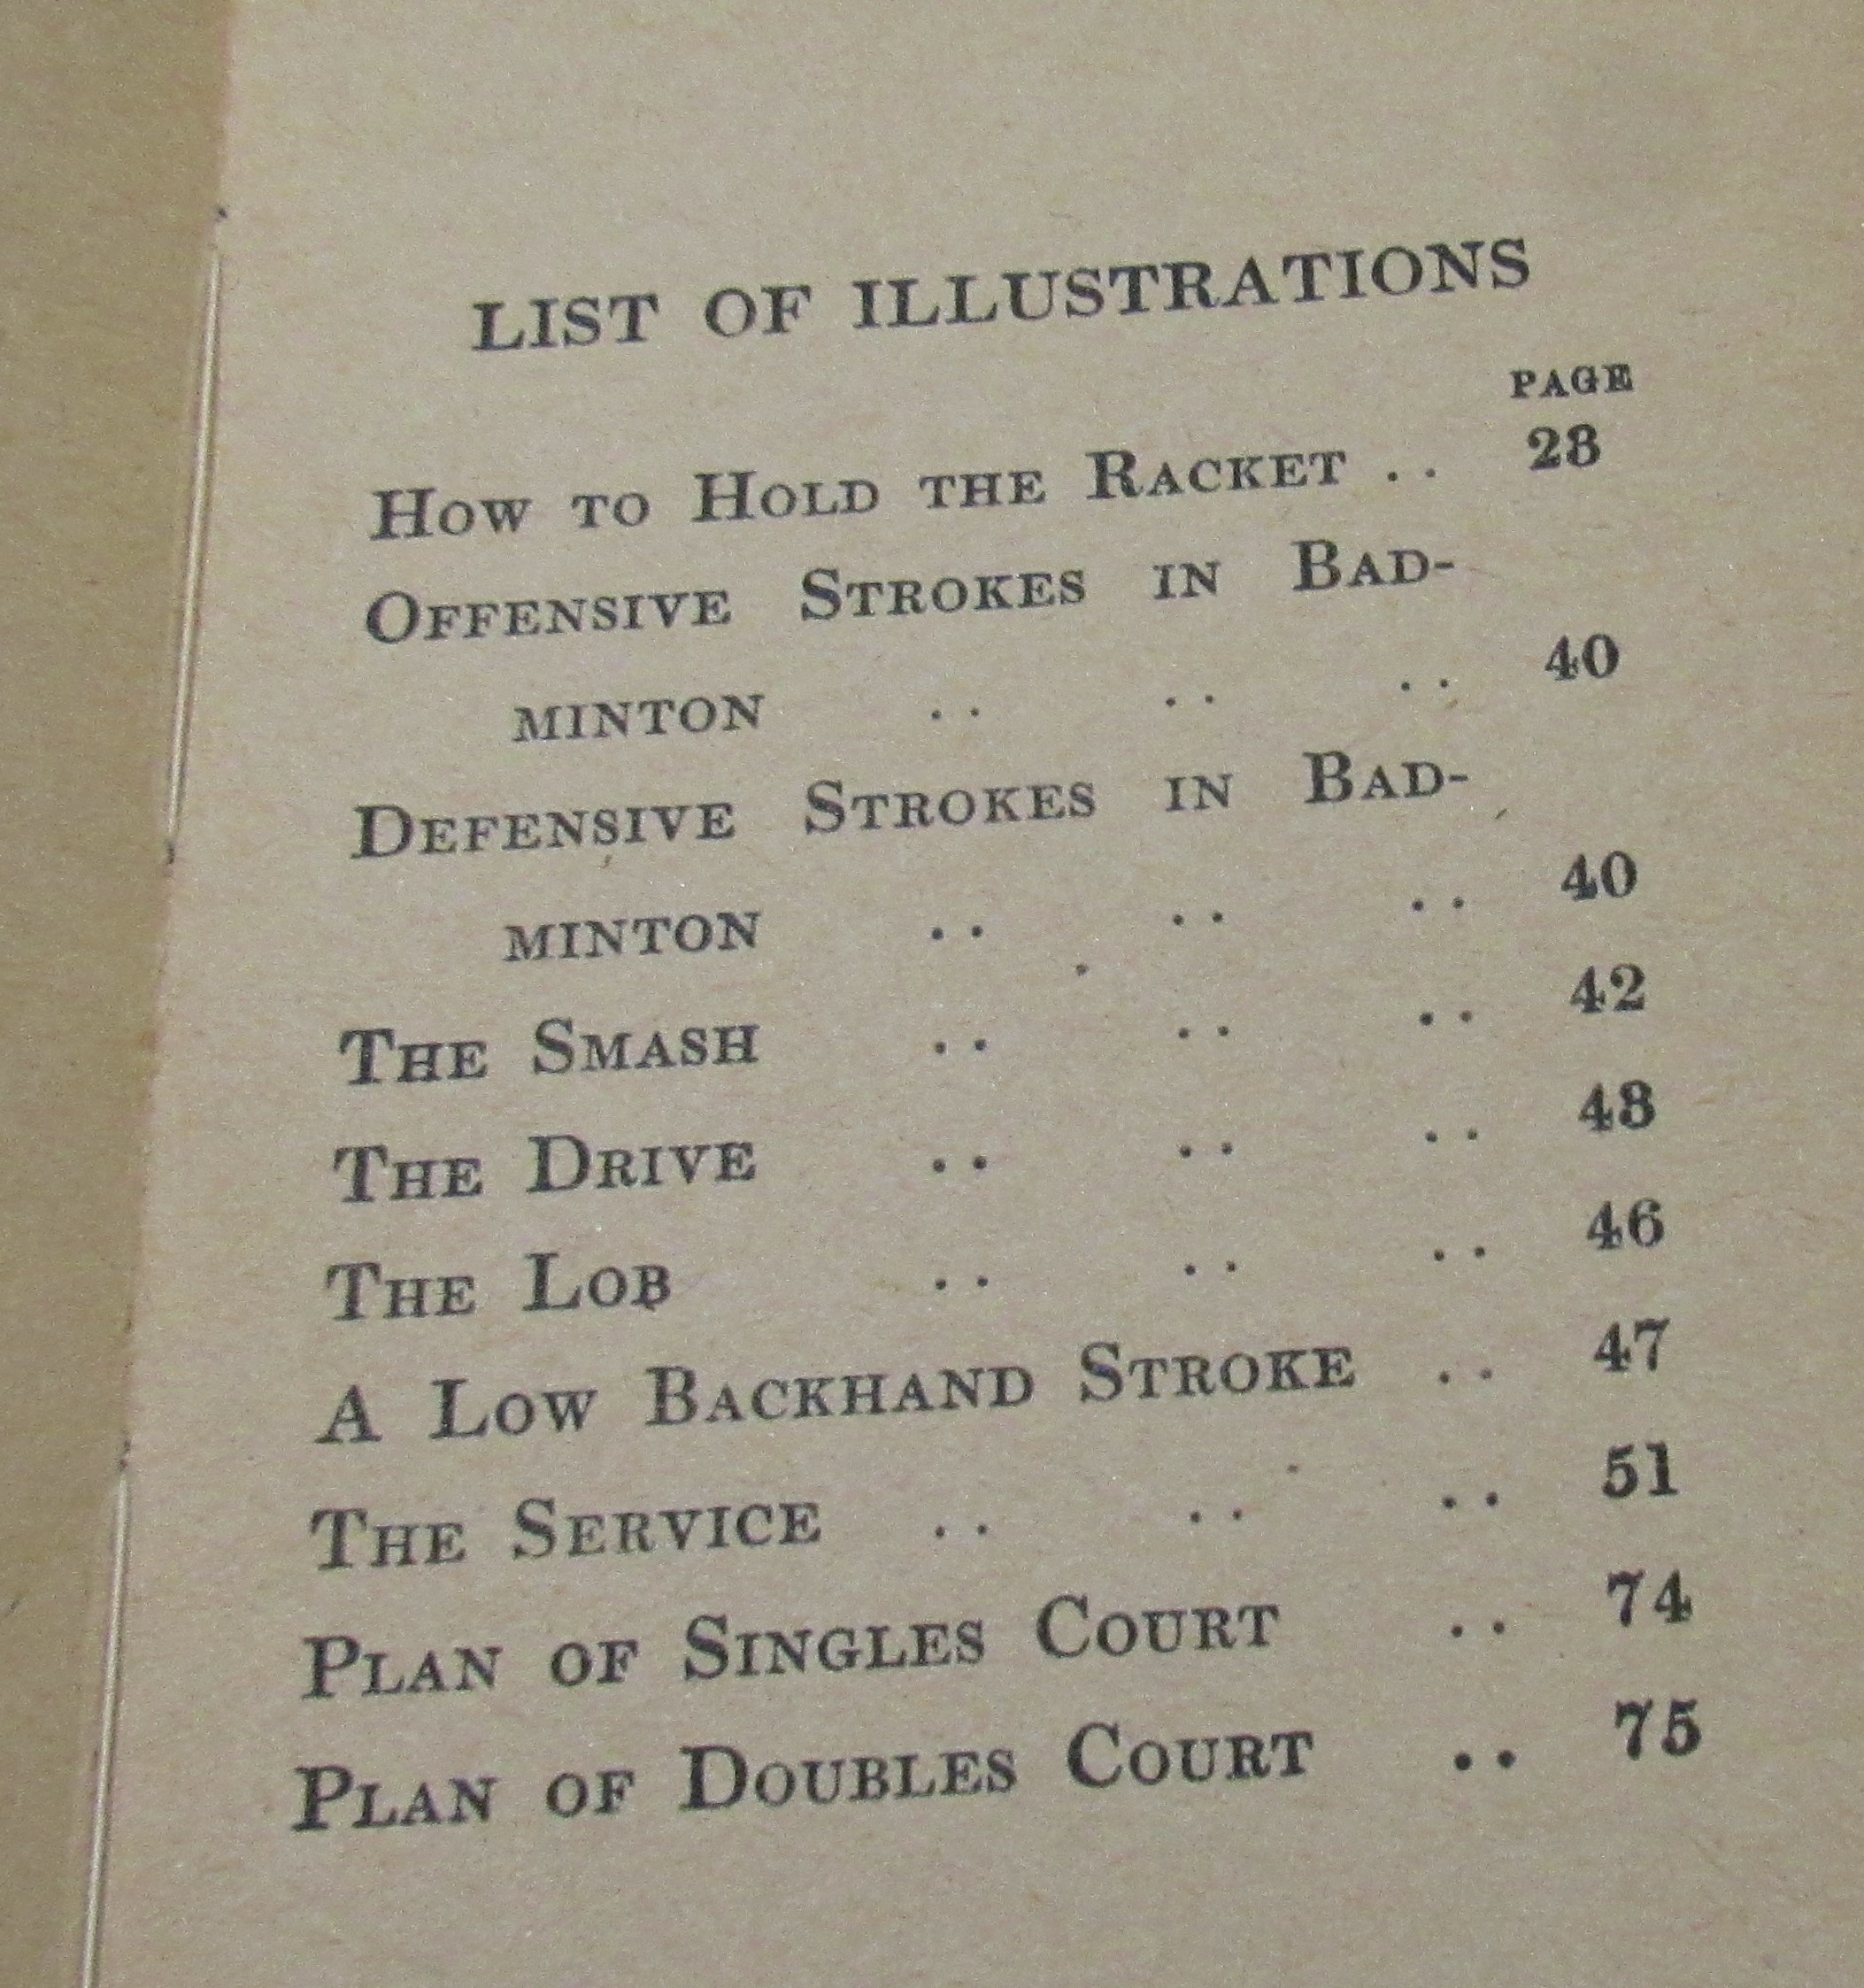 LIST OF ILLUSTRATIONS
PAGE
HOW TO HOLD THE RACKET .. 28
OFFENSIVE STROKES IN BAD-
MINTON .. .. .. 40
DEFENSIVE STROKES IN BAD-
MINTON .. .. .. 40
THE SMASH .. .. .. 42
THE DRIVE .. .. .. 43
THE LOB .. .. .. 46
A LOW BACKHAND STROKE .. 47
THE SERVICE .. .. .. 51
PLAN OF SINGLES COURT .. 74
PLAN OF DOUBLES COURT .. 75